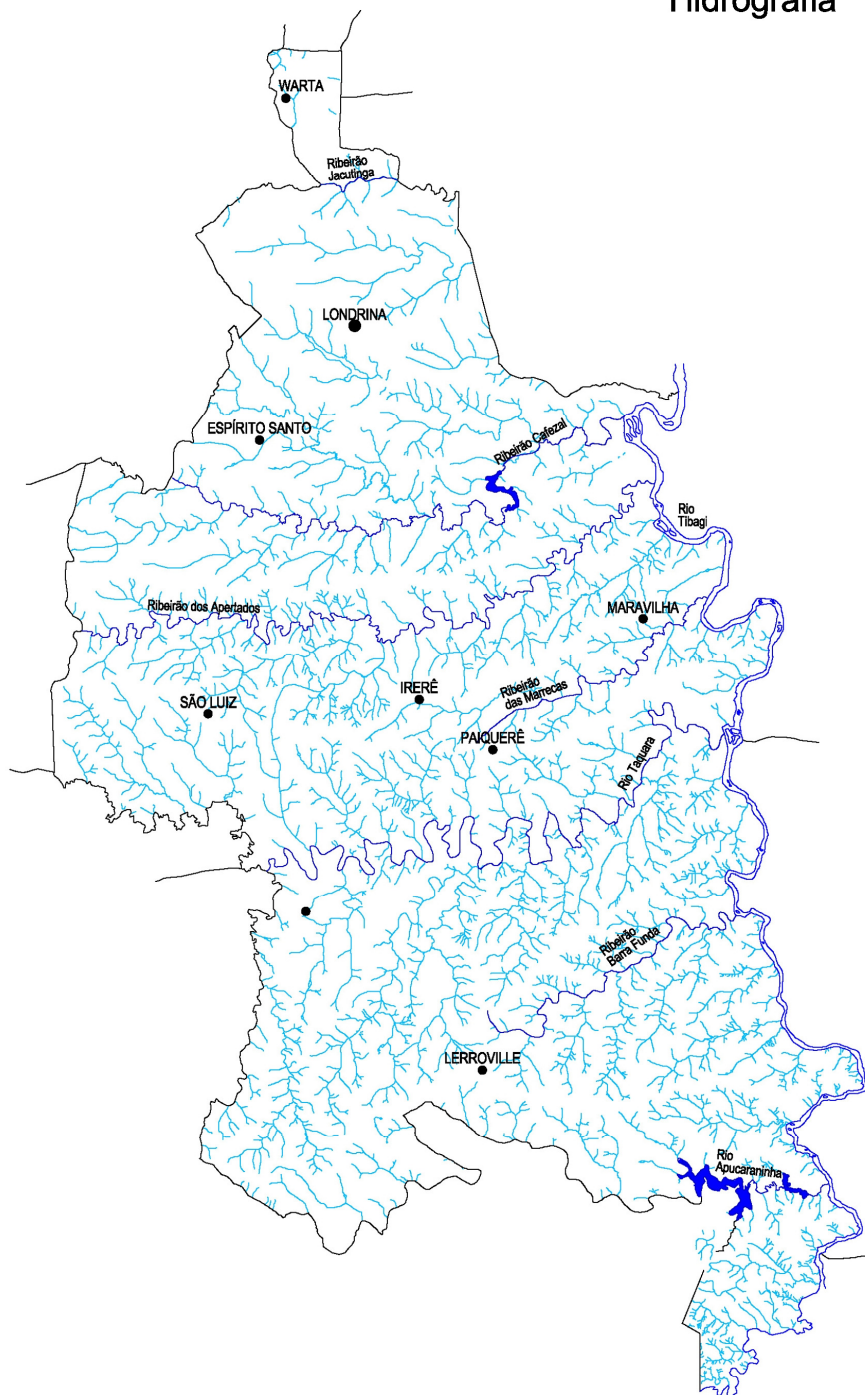 Hidrografia
WARTA
Ribeirão
Jacutinga
LONDRINA
ESPÍRITO SANTO
Ribeirão Cafezal
Rio
Tibagi
Ribeirão dos Apertados
MARAVILHA
IRERÊ
Ribeirão
das Marrecas
SÃO LUIZ
PAIQUERÊ
Rio Taquara
Ribeirão
Barra Funda
LERROVILLE
Rio
Apucaraninha